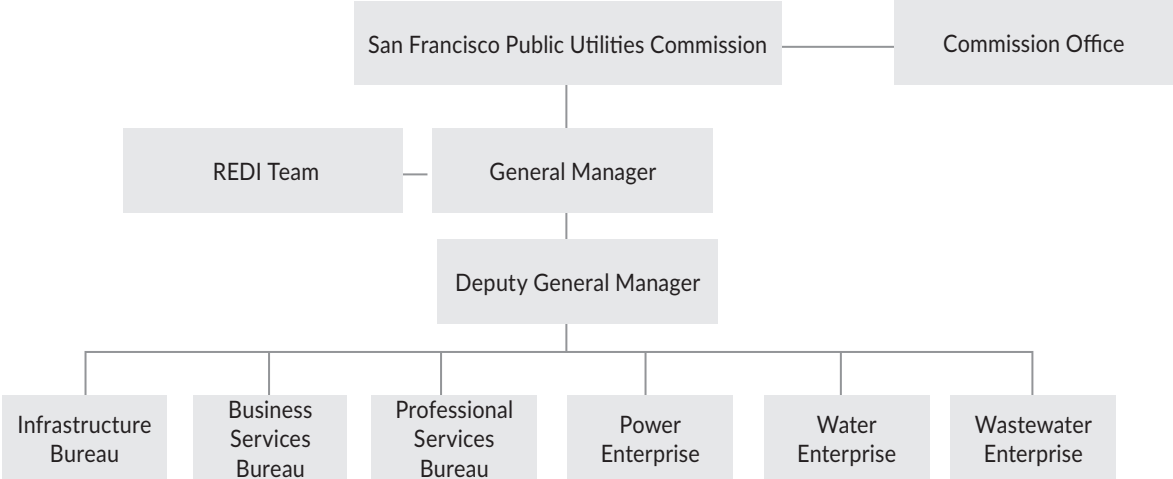 San Francisco Public Utilities Commission
Commission Office
REDI Team
General Manager
Deputy General Manager
Infrastructure
Bureau
Business
Services
Bureau
Professional
Services
Bureau
Power
Enterprise
Water
Enterprise
Wastewater
Enterprise